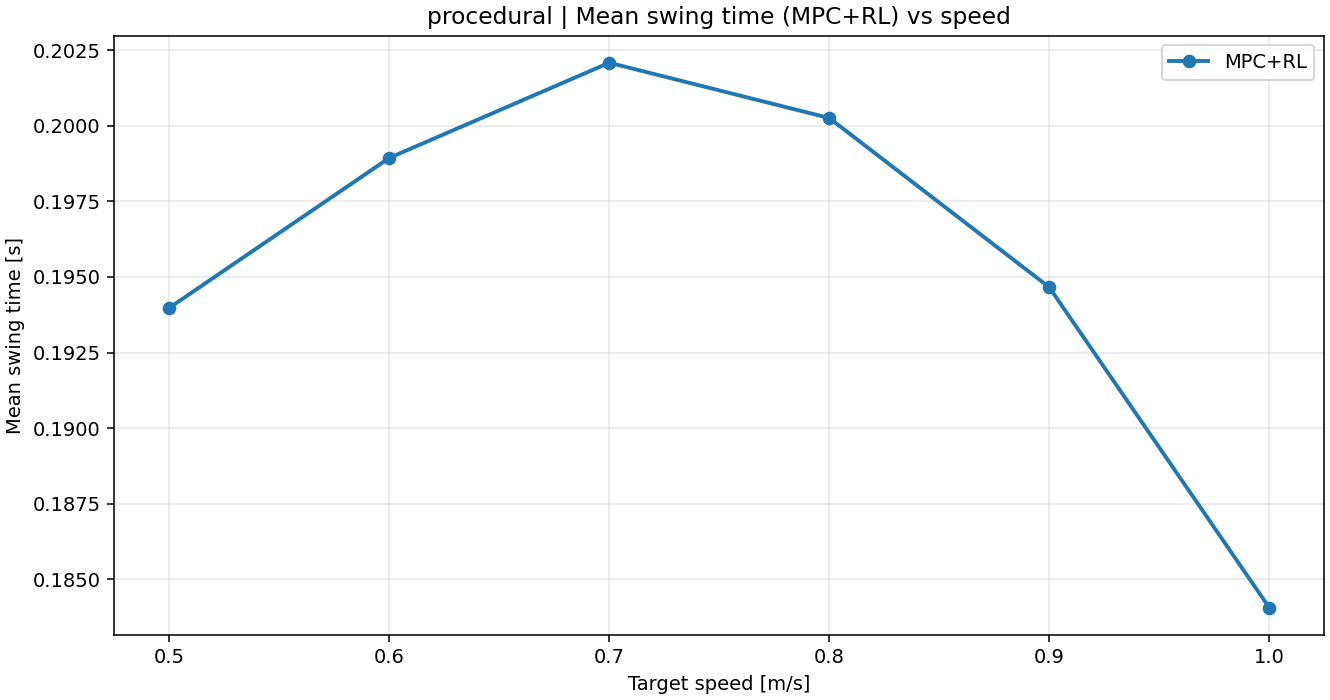 procedural | Mean swing time (MPC+RL) vs speed
MPC+RL
Mean swing time [s]
0.2025
0.2000
0.1975
0.1950
0.1925
0.1900
0.1875
0.1850
0.5 0.6 0.7 0.8 0.9 1.0
Target speed [m/s]